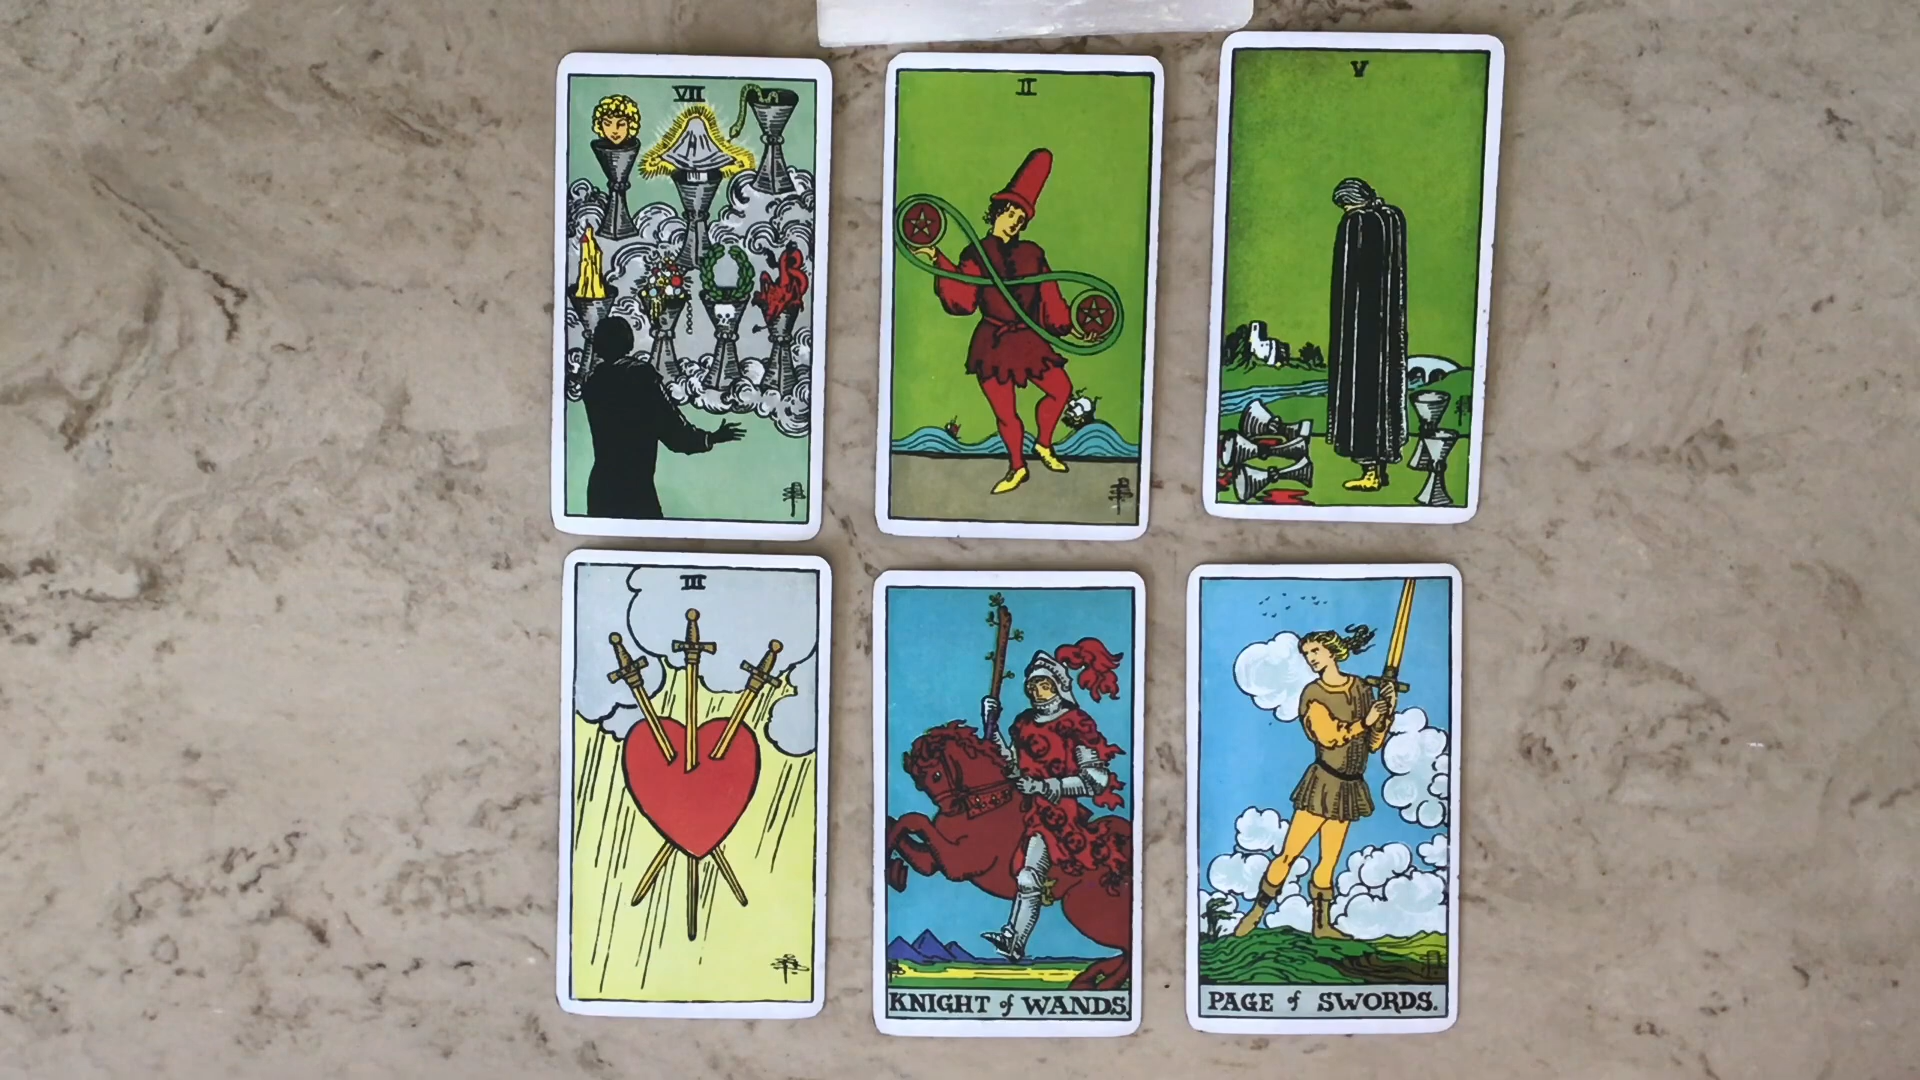 VII
II
V
III
KNIGHT of WANDS.
PAGE of SWORDS.